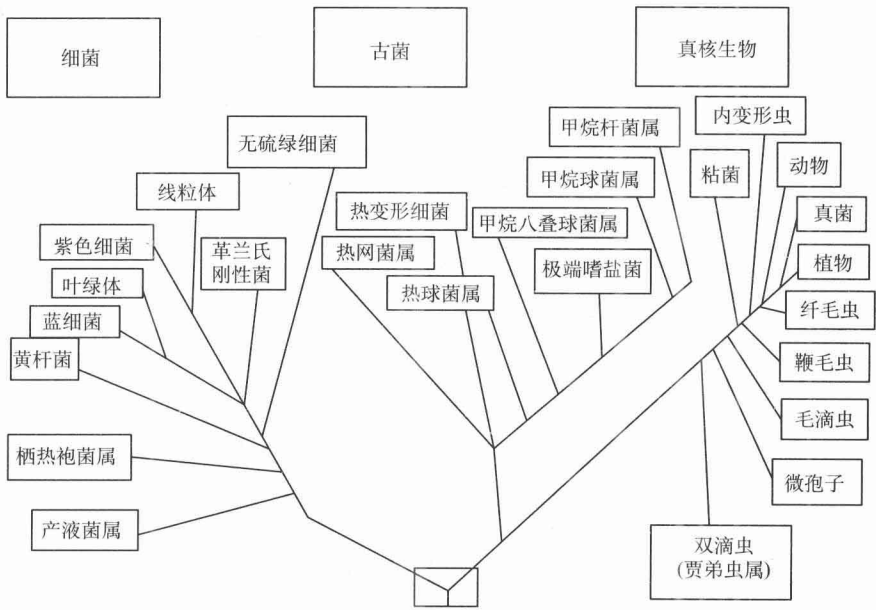 细菌
古菌
真核生物
无硫绿细菌
线粒体
紫色细菌
革兰氏
刚性菌
叶绿体
蓝细菌
黄杆菌
栖热袍菌属
产液菌属
甲烷杆菌属
甲烷球菌属
热变形细菌
甲烷八叠球菌属
热网菌属
极端嗜盐菌
热球菌属
内变形虫
粘菌
动物
真菌
植物
纤毛虫
鞭毛虫
毛滴虫
微孢子
双滴虫
(贾弟虫属)